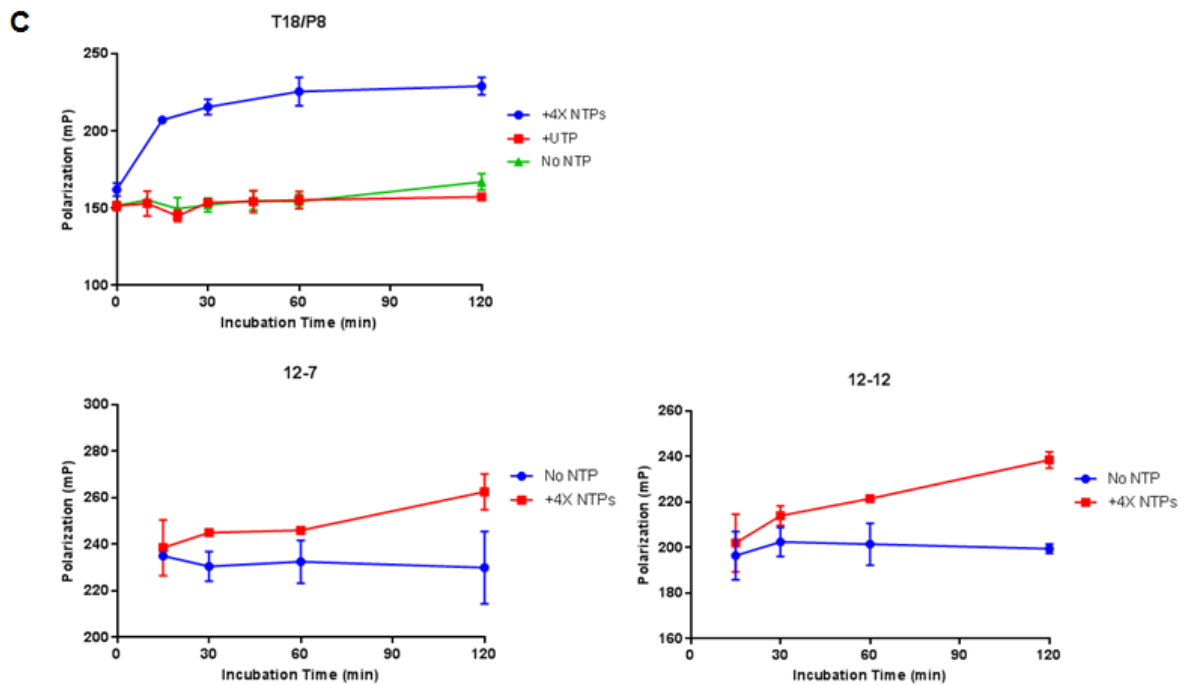 C
T18/P8
250
200
150
100
Polarization (mP)
0 30 60 90 120
Incubation Time (min)
+4X NTPs
+UTP
No NTP
12-7
300
280
260
240
220
200
Polarization (mP)
0 30 60 90 120
Incubation Time (min)
No NTP
+4X NTPs
12-12
260
240
220
200
180
160
Polarization (mP)
0 30 60 90 120
Incubation Time (min)
No NTP
+4X NTPs